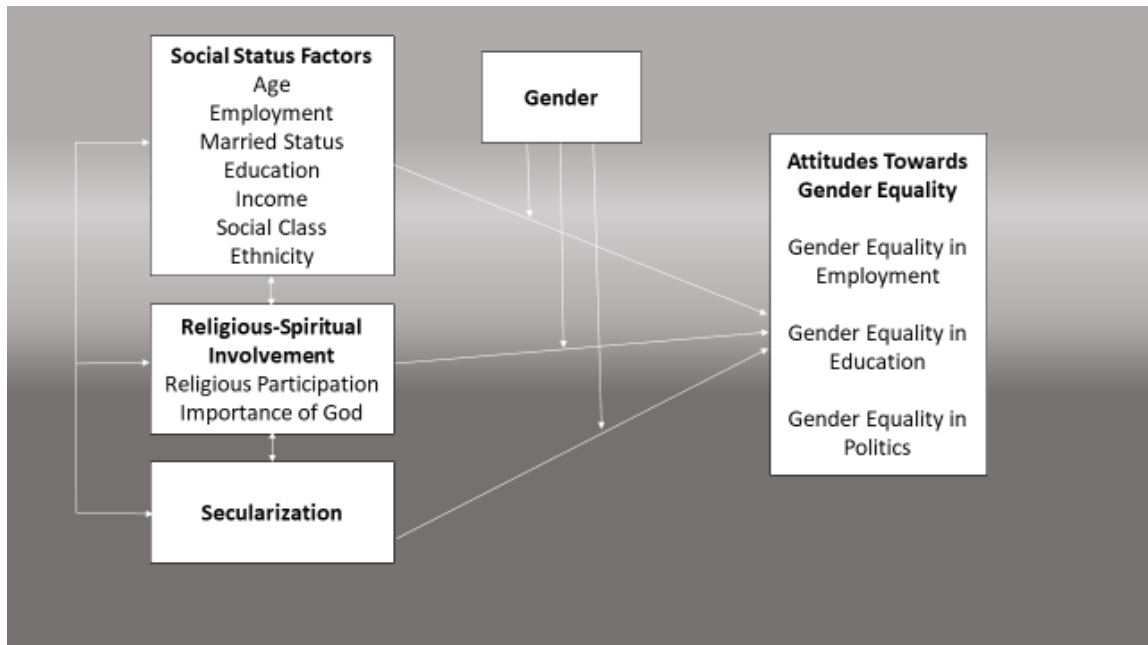 Social Status Factors
Age
Employment
Married Status
Education
Income
Social Class
Ethnicity
Religious-Spiritual
Involvement
Religious Participation
Importance of God
Secularization
Gender
Attitudes Towards
Gender Equality
Gender Equality in
Employment
Gender Equality in
Education
Gender Equality in
Politics